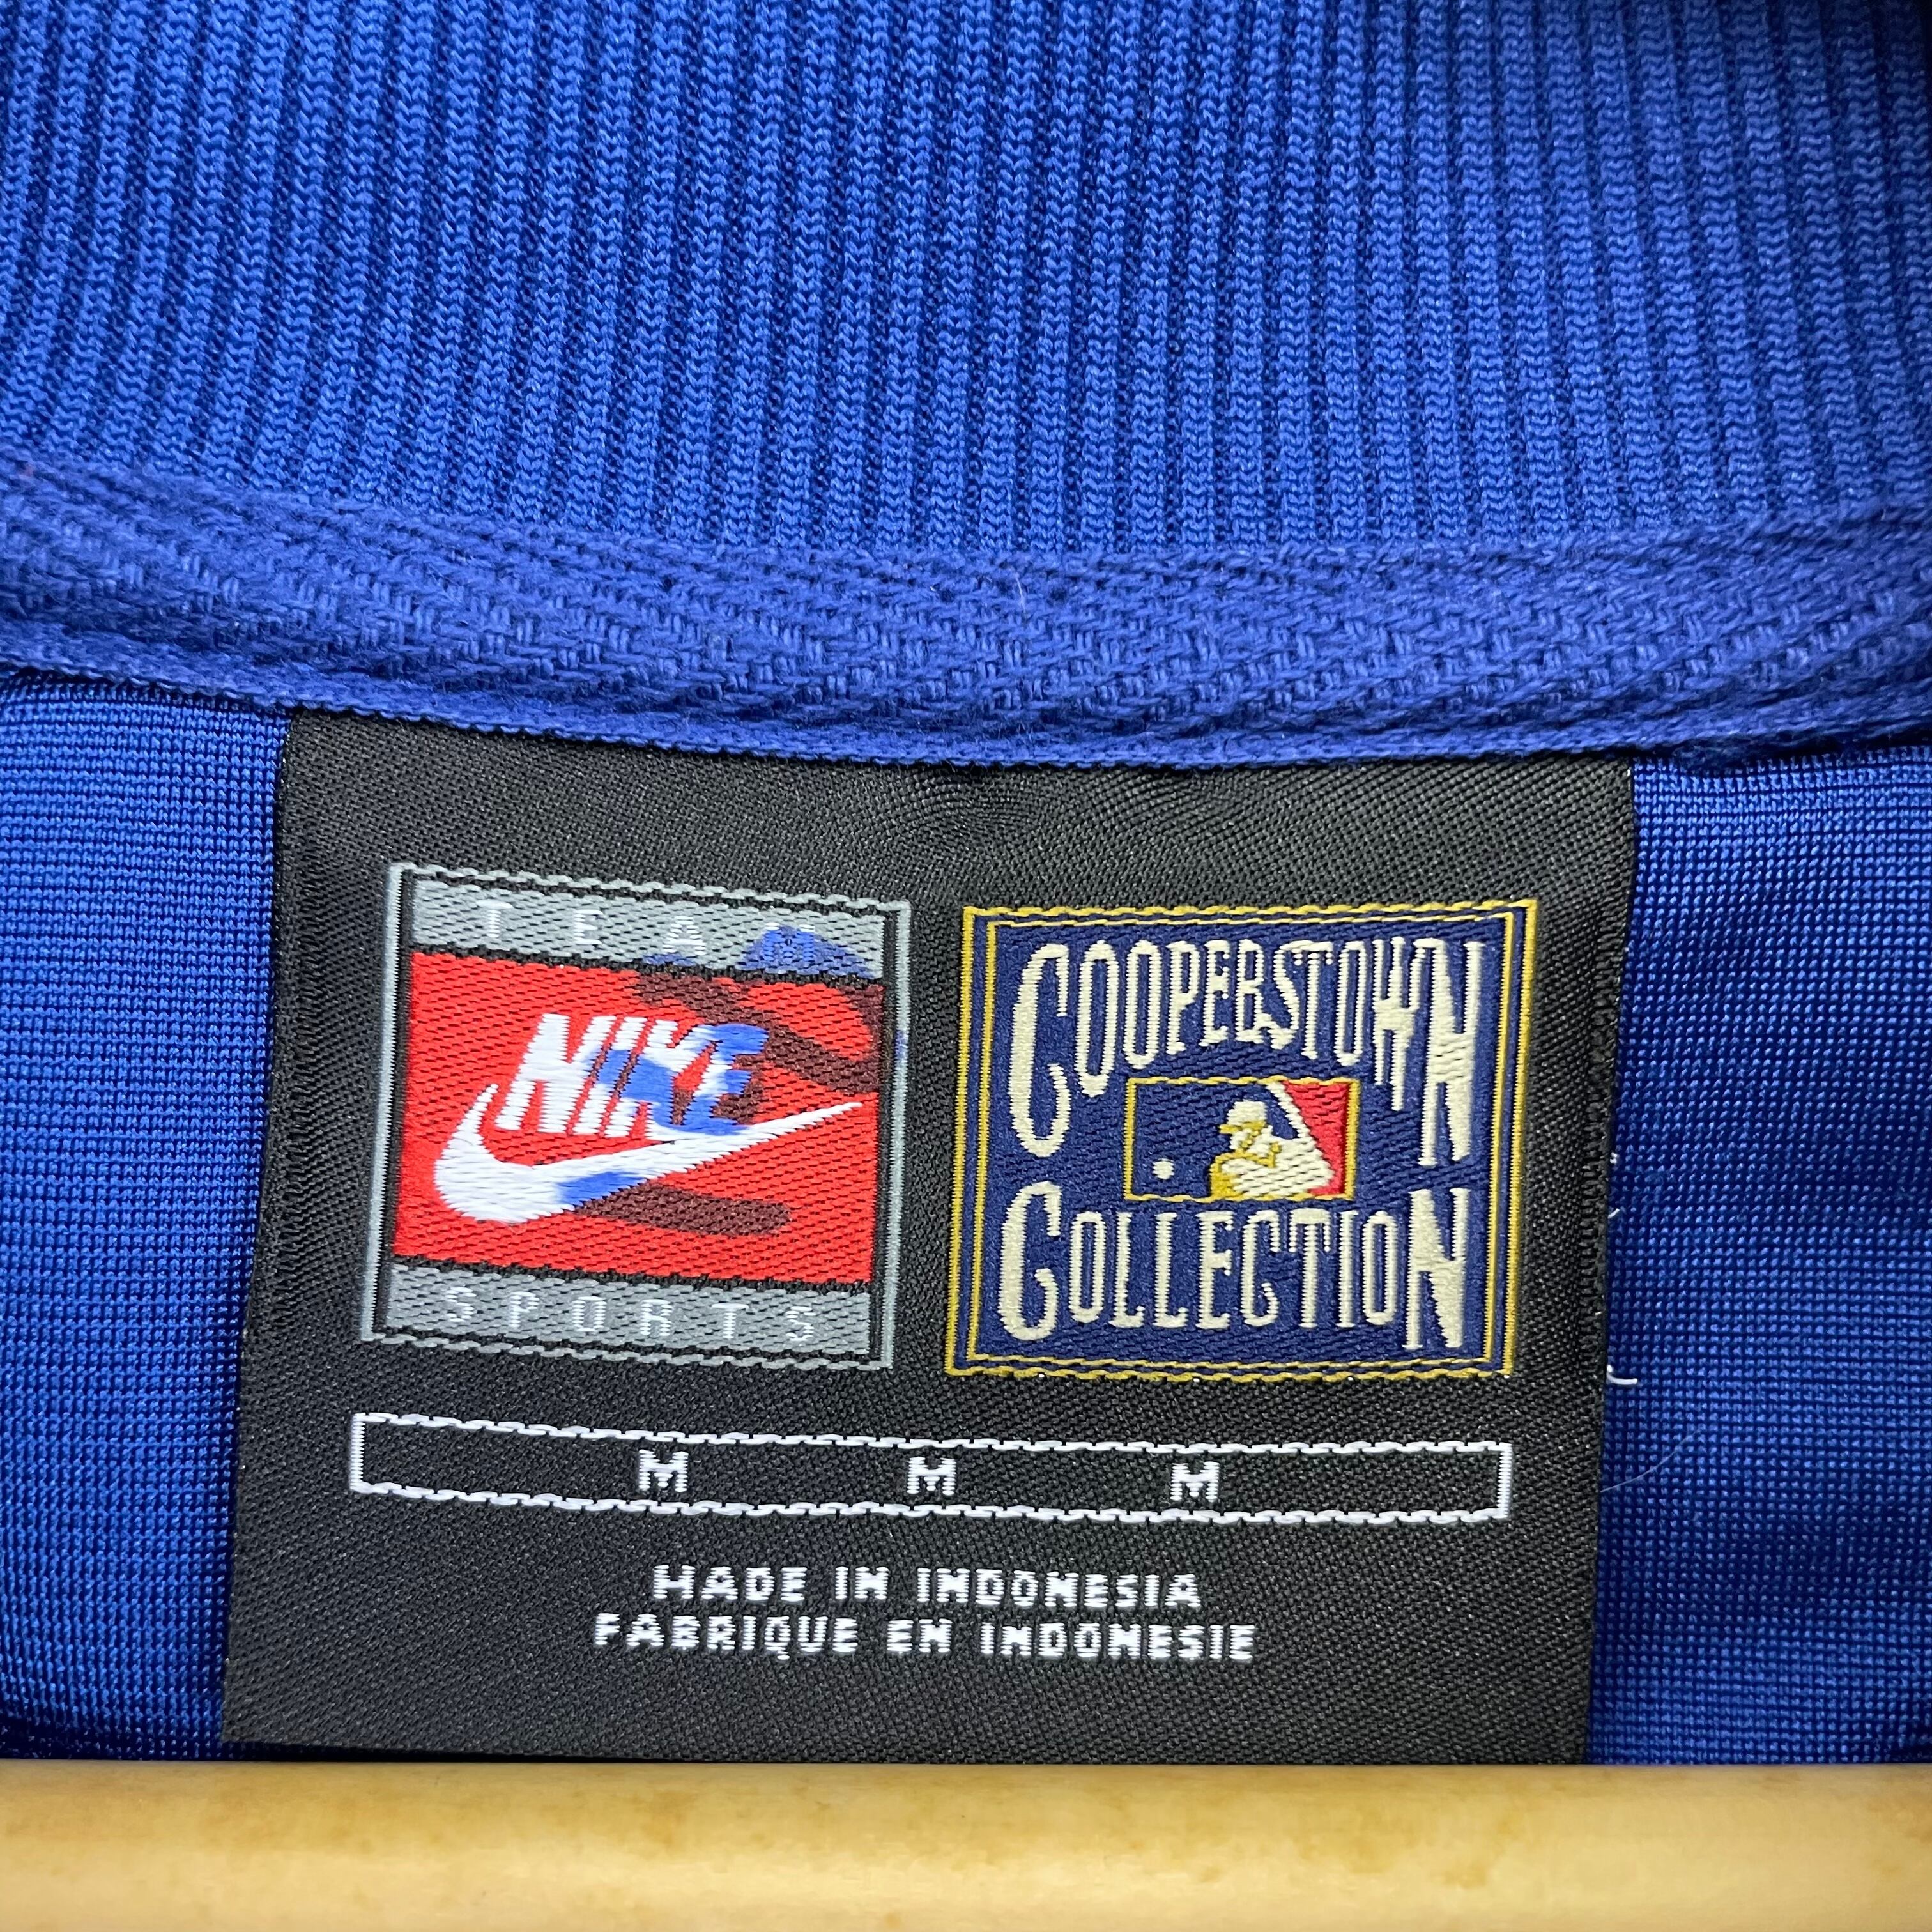 TEAM
NIKE
SPORTS
COOPERSTOWN
COLLECTION
M M M
MADE IN INDONESIA
FABRIQUE EN INDONESIE